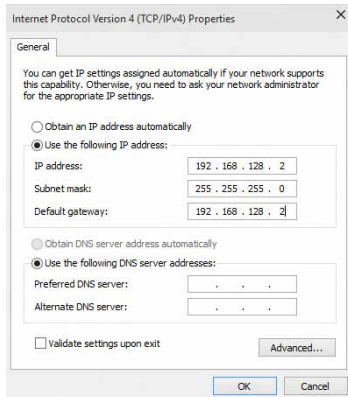 Internet Protocol Version 4 (TCP/IPv4) Properties
General
You can get IP settings assigned automatically if your network supports
this capability. Otherwise, you need to ask your network administrator
for the appropriate IP settings.
Obtain an IP address automatically
Use the following IP address:
IP address: 192 . 168 . 128 . 2
Subnet mask: 255 . 255 . 255 . 0
Default gateway: 192 . 168 . 128 . 2
Obtain DNS server address automatically
Use the following DNS server addresses:
Preferred DNS server: . . .
Alternate DNS server: . . .
Validate settings upon exit
Advanced...
OK Cancel